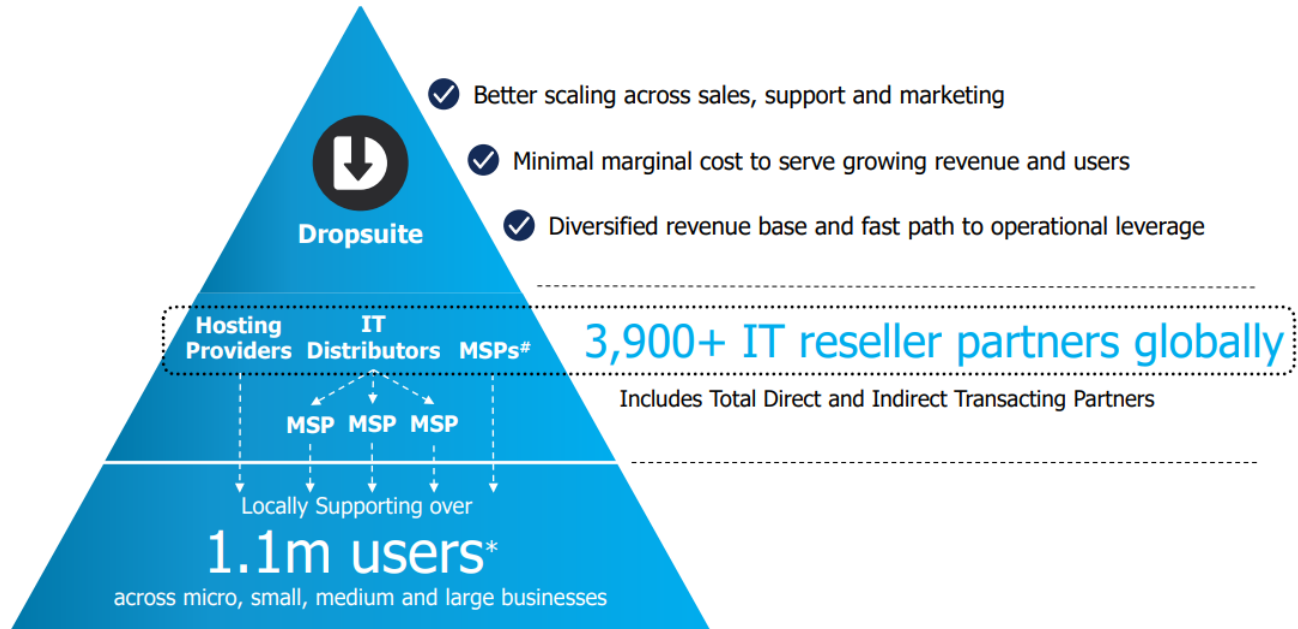 Better scaling across sales, support and marketing
Minimal marginal cost to serve growing revenue and users
Dropsuite
Diversified revenue base and fast path to operational leverage
Hosting Providers
IT Distributors
MSPs#
3,900+ IT reseller partners globally
Includes Total Direct and Indirect Transacting Partners
MSP MSP MSP
Locally Supporting over
1.1m users*
across micro, small, medium and large businesses